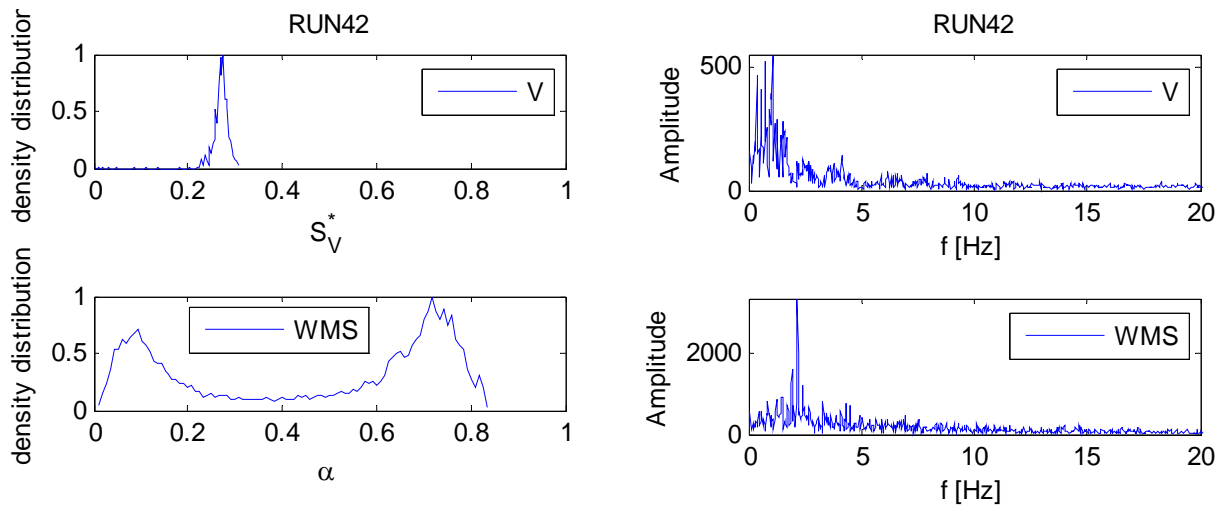 RUN42
density distributior
1
0.5
0
V
0 0.2 0.4 0.6 0.8 1
S*V
RUN42
Amplitude
500
0
V
0 5 10 15 20
f [Hz]
density distribution
1
0.5
0
WMS
0 0.2 0.4 0.6 0.8 1
α
Amplitude
2000
0
WMS
0 5 10 15 20
f [Hz]